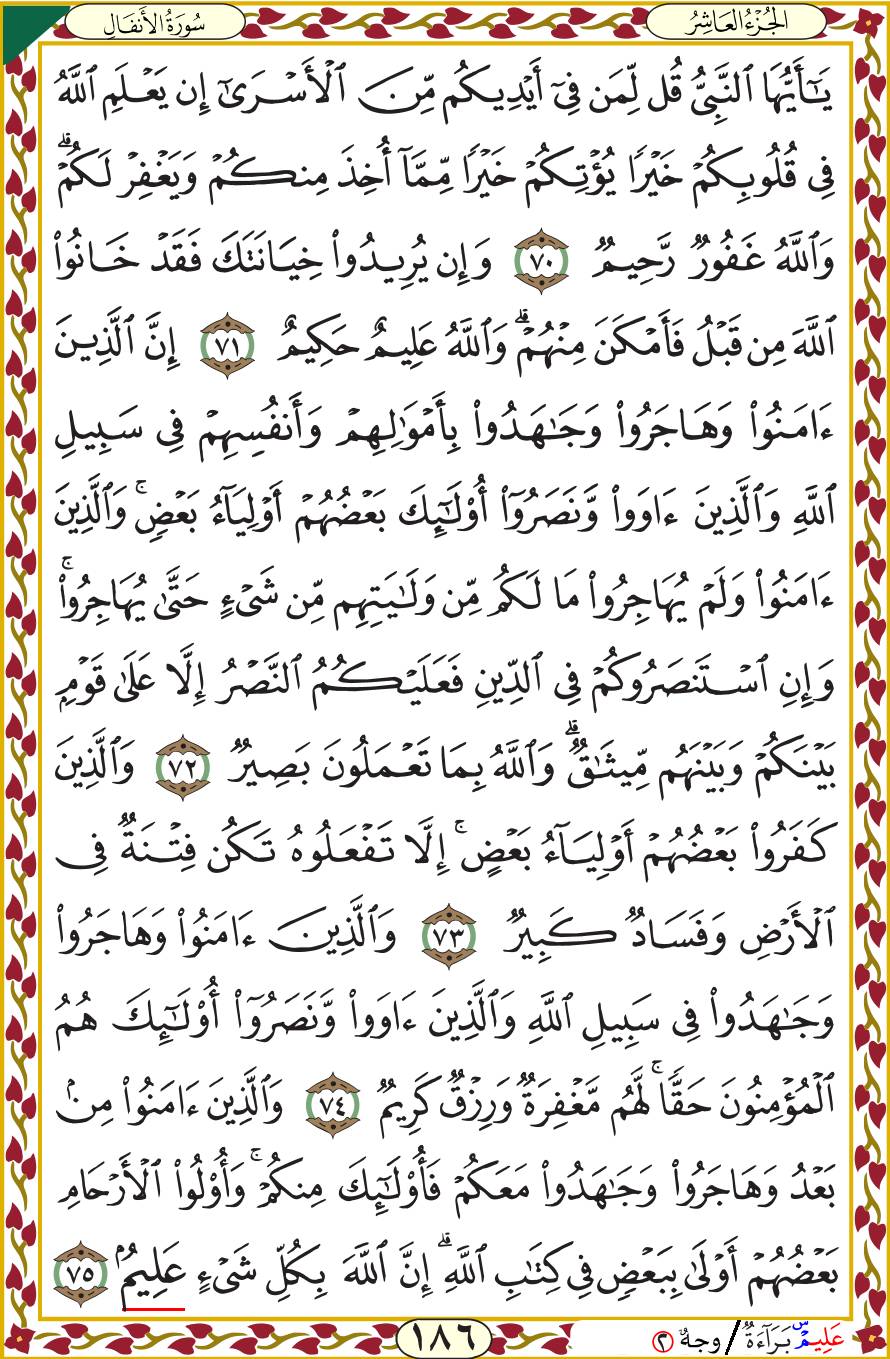 الجُزْءُ العَاشِرُ
سُورَةُ الأَنفَالِ
يَـٰٓأَيُّهَا ٱلنَّبِىُّ قُل لِّمَن فِىٓ أَيْدِيكُم مِّنَ ٱلْأَسْرَىٰٓ إِن يَعْلَمِ ٱللَّهُ
فِى قُلُوبِكُمْ خَيْرًا يُؤْتِكُمْ خَيْرًا مِّمَّآ أُخِذَ مِنكُمْ وَيَغْفِرْ لَكُمْ ۗ
وَٱللَّهُ غَفُورٌ رَّحِيمٌ ٧٠ وَإِن يُرِيدُوا۟ خِيَانَتَكَ فَقَدْ خَانُوا۟
ٱللَّهَ مِن قَبْلُ فَأَمْكَنَ مِنْهُمْ ۗ وَٱللَّهُ عَلِيمٌ حَكِيمٌ ٧١ إِنَّ ٱلَّذِينَ
ءَامَنُوا۟ وَهَاجَرُوا۟ وَجَـٰهَدُوا۟ بِأَمْوَٰلِهِمْ وَأَنفُسِهِمْ فِى سَبِيلِ
ٱللَّهِ وَٱلَّذِينَ ءَاوَوا۟ وَّنَصَرُوٓا۟ أُو۟لَـٰٓئِكَ بَعْضُهُمْ أَوْلِيَآءُ بَعْضٍ ۚ وَٱلَّذِينَ
ءَامَنُوا۟ وَلَمْ يُهَاجِرُوا۟ مَا لَكُم مِّن وَلَـٰيَتِهِم مِّن شَىْءٍ حَتَّىٰ يُهَاجِرُوا۟ ۚ
وَإِنِ ٱسْتَنصَرُوكُمْ فِى ٱلدِّينِ فَعَلَيْكُمُ ٱلنَّصْرُ إِلَّا عَلَىٰ قَوْمٍ
بَيْنَكُمْ وَبَيْنَهُم مِّيثَـٰقٌ ۗ وَٱللَّهُ بِمَا تَعْمَلُونَ بَصِيرٌ ٧٢ وَٱلَّذِينَ
كَفَرُوا۟ بَعْضُهُمْ أَوْلِيَآءُ بَعْضٍ ۚ إِلَّا تَفْعَلُوهُ تَكُن فِتْنَةٌ فِى
ٱلْأَرْضِ وَفَسَادٌ كَبِيرٌ ٧٣ وَٱلَّذِينَ ءَامَنُوا۟ وَهَاجَرُوا۟
وَجَـٰهَدُوا۟ فِى سَبِيلِ ٱللَّهِ وَٱلَّذِينَ ءَاوَوا۟ وَّنَصَرُوٓا۟ أُو۟لَـٰٓئِكَ هُمُ
ٱلْمُؤْمِنُونَ حَقًّا ۚ لَّهُم مَّغْفِرَةٌ وَرِزْقٌ كَرِيمٌ ٧٤ وَٱلَّذِينَ ءَامَنُوا۟ مِنۢ
بَعْدُ وَهَاجَرُوا۟ وَجَـٰهَدُوا۟ مَعَكُمْ فَأُو۟لَـٰٓئِكَ مِنكُمْ ۚ وَأُو۟لُوا۟ ٱلْأَرْحَامِ
بَعْضُهُمْ أَوْلَىٰ بِبَعْضٍ فِى كِتَـٰبِ ٱللَّهِ ۗ إِنَّ ٱللَّهَ بِكُلِّ شَىْءٍ عَلِيمٌۢ ٧٥
١٨٦
عَلِيمٌۜ بَرَآءَةٌ / وجهٌ ٢